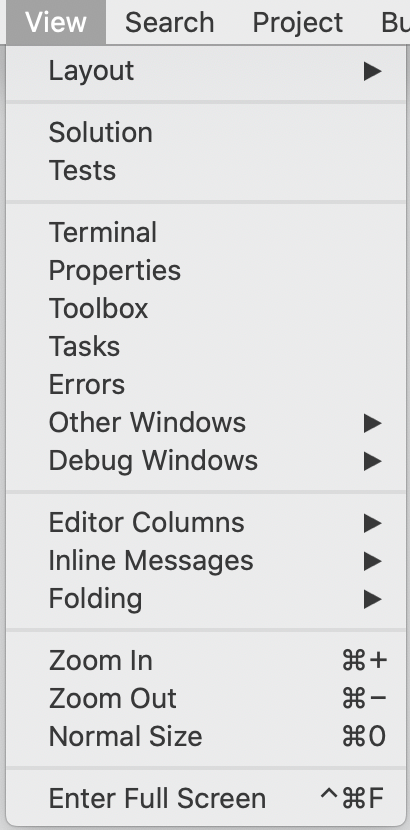 View Search Project Bu
Layout ▶
Solution
Tests
Terminal
Properties
Toolbox
Tasks
Errors
Other Windows ▶
Debug Windows ▶
Editor Columns ▶
Inline Messages ▶
Folding ▶
Zoom In ⌘+
Zoom Out ⌘−
Normal Size ⌘0
Enter Full Screen ^⌘F